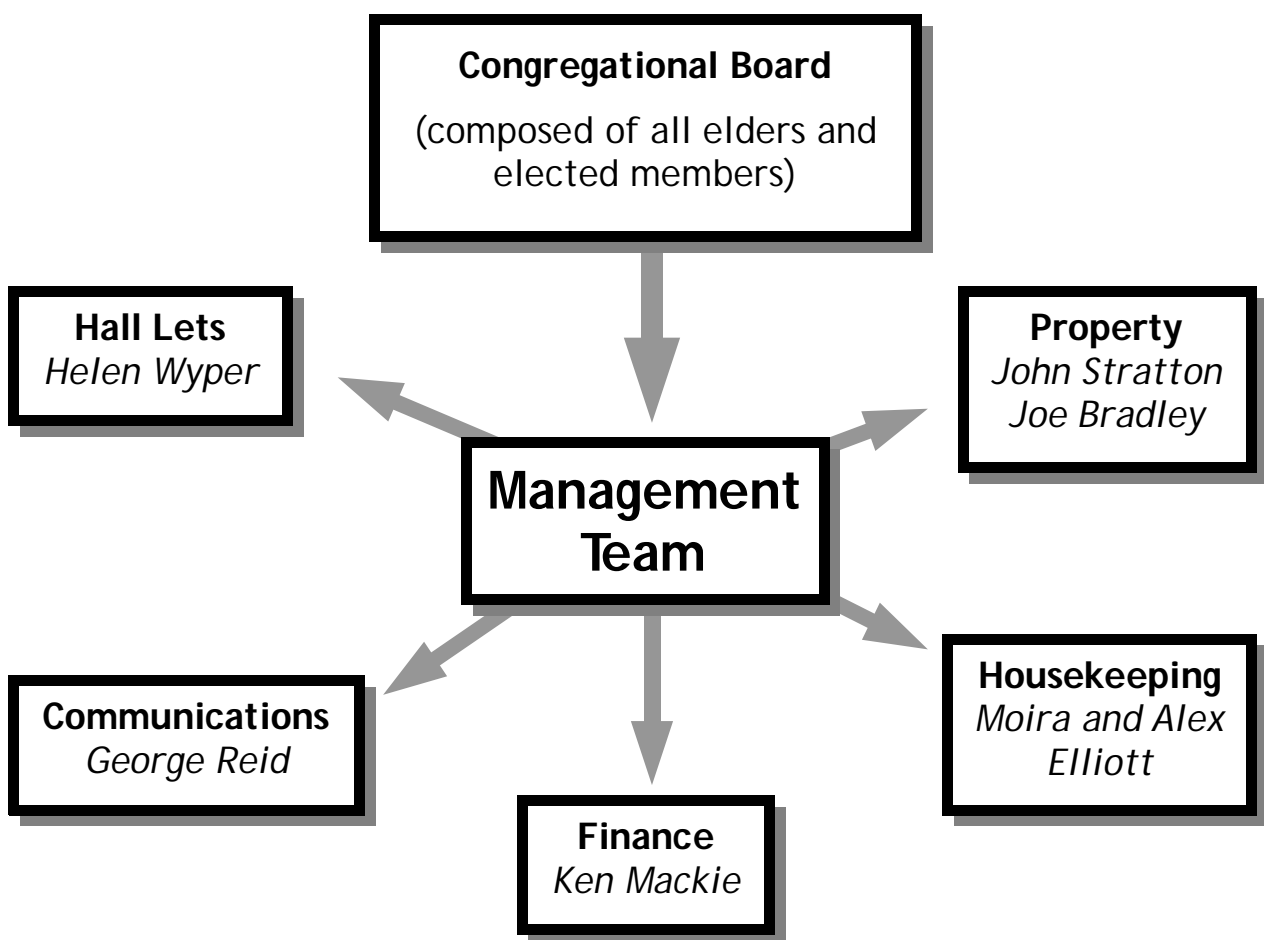 Congregational Board
(composed of all elders and
elected members)
Hall Lets
Helen Wyper
Property
John Stratton
Joe Bradley
Management
Team
Communications
George Reid
Housekeeping
Moira and Alex
Elliott
Finance
Ken Mackie